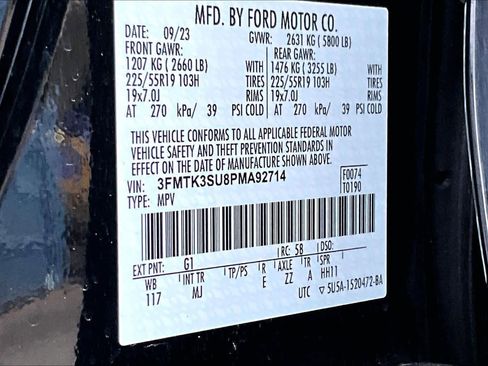 MFD. BY FORD MOTOR CO.
DATE: 09/23 GVWR: 2631 KG ( 5800 LB)
FRONT GAWR: REAR GAWR:
1207 KG ( 2660 LB) 1476 KG ( 3255 LB) WITH
225/55R19 103H 225/55R19 103H TIRES
19x7.0J 19x7.0J RIMS
AT 270 kPa/ 39 PSI COLD AT 270 kPa/ 39 PSI COLD
THIS VEHICLE CONFORMS TO ALL APPLICABLE FEDERAL MOTOR
VEHICLE SAFETY AND THEFT PREVENTION STANDARDS IN
EFFECT ON THE DATE OF MANUFACTURE SHOWN ABOVE.
VIN: 3FMTK3SU8PMA92714 F0074
TYPE: MPV T0190
EXT PNT: G1 RC: 58 DSO:
WB INT TR TP/PS R AXLE TR SPR
117 MJ E ZZ A HH11
UTC ▽ 5U5A-1520472-BA